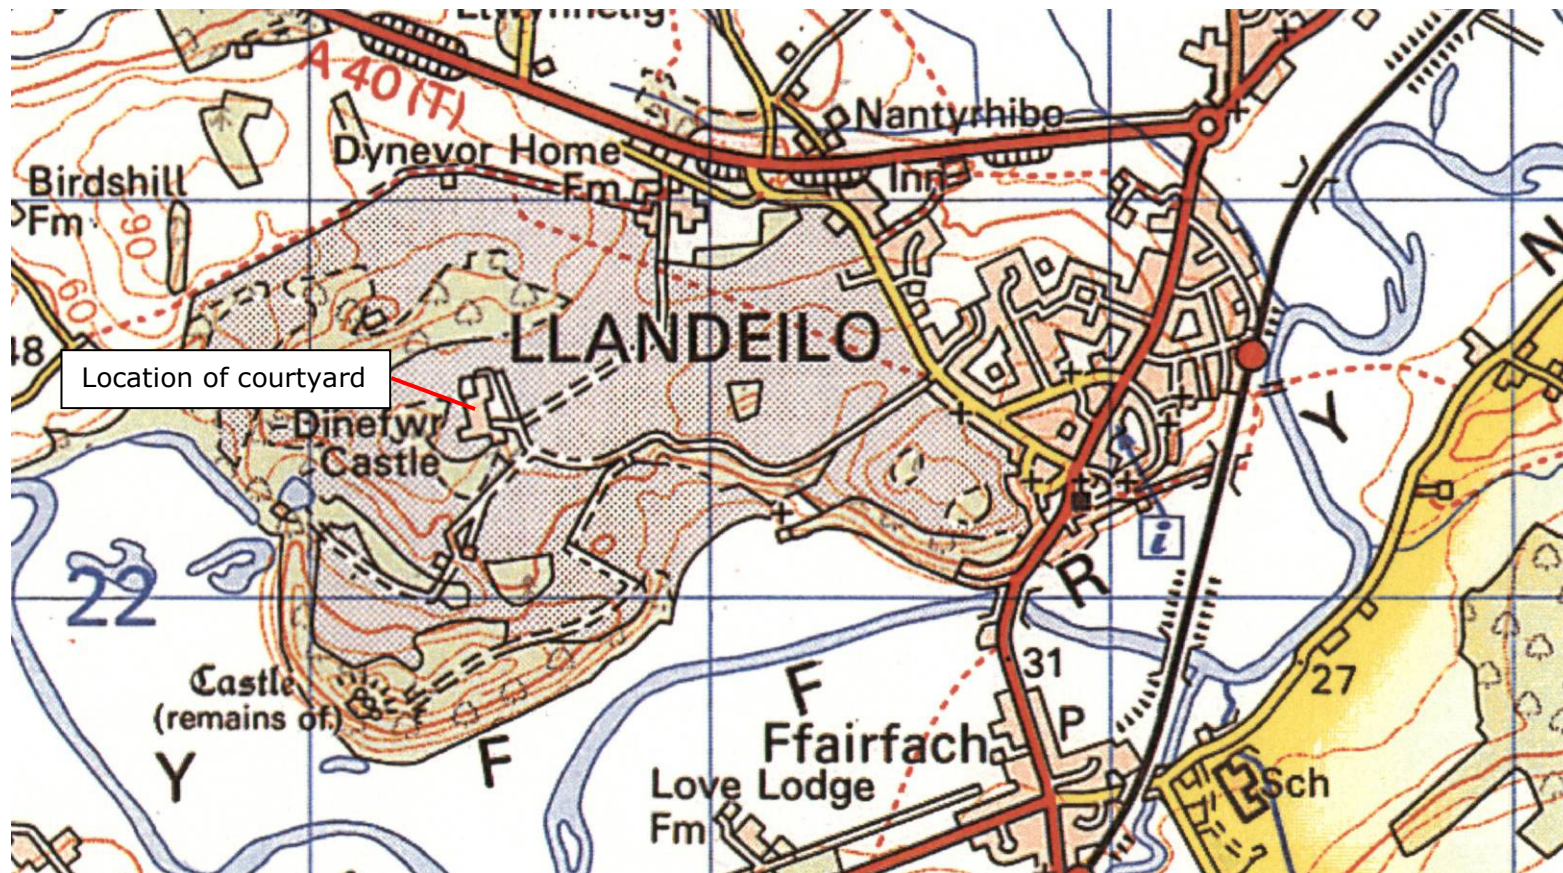 A 40 (T)
Nantyrhibo
Dynevor Home
Fm
Inn
Birdshill
Fm
90
60
N
LLANDEILO
48
Location of courtyard
Dinefwr
Castle
Y
i
22
R
31
27
Castle
(remains of)
F
P
Y
F
Ffairfach
Love Lodge
Fm
Sch